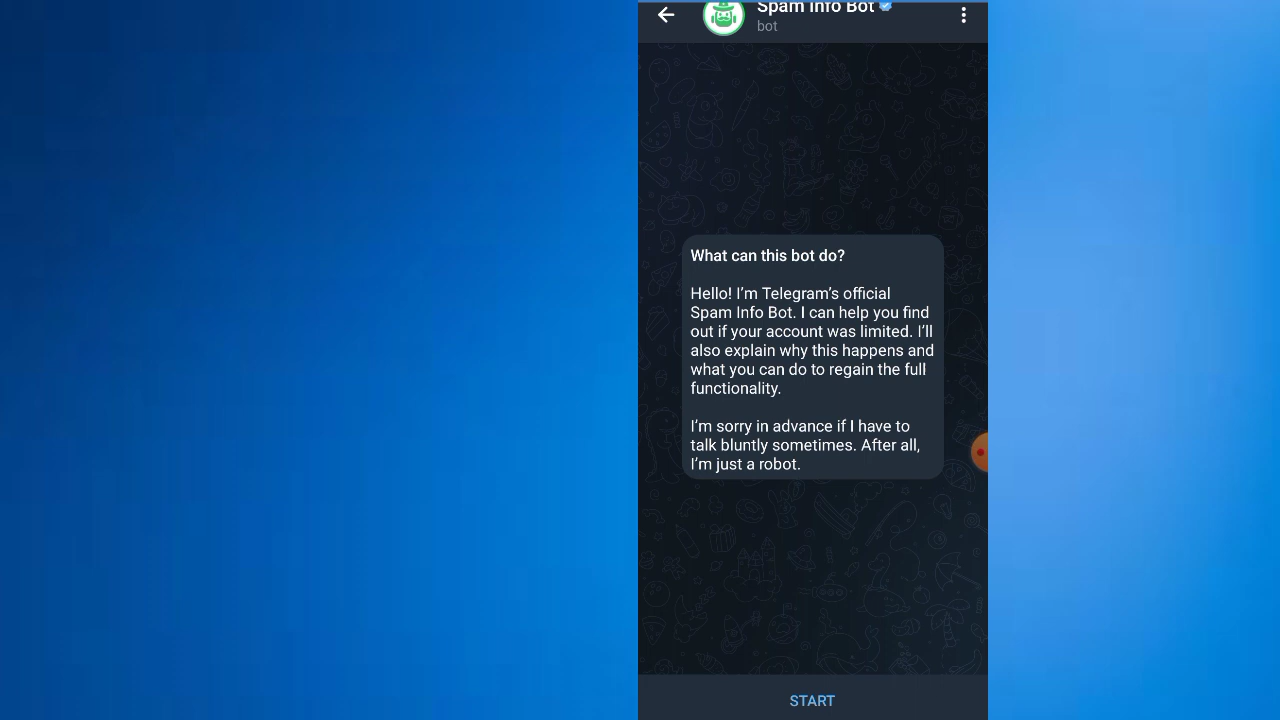 Spam Info Bot
bot
What can this bot do?
Hello! I’m Telegram’s official
Spam Info Bot. I can help you find
out if your account was limited. I’ll
also explain why this happens and
what you can do to regain the full
functionality.
I’m sorry in advance if I have to
talk bluntly sometimes. After all,
I’m just a robot.
START